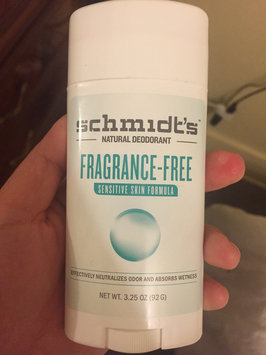 schmidt's
NATURAL DEODORANT
FRAGRANCE-FREE
SENSITIVE SKIN FORMULA
EFFECTIVELY NEUTRALIZES ODOR AND ABSORBS WETNESS
NET WT. 3.25 OZ (92 G)